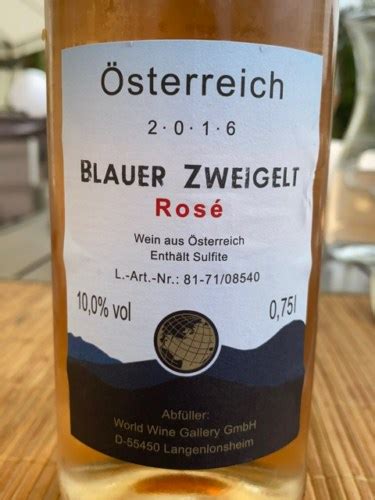 Österreich
2·0·1·6
BLAUER ZWEIGELT
Rosé
Wein aus Österreich
Enthält Sulfite
L.-Art.-Nr.: 81-71/08540
10,0% vol 0,75l
Abfüller:
World Wine Gallery GmbH
D-55450 Langenlonsheim